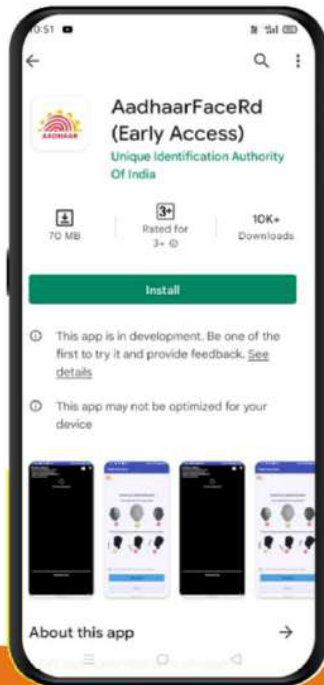 10:51
AADHAAR
AadhaarFaceRd
(Early Access)
Unique Identification Authority
Of India
3+
70 MB
Rated for
3+
10K+
Downloads
Install
This app is in development. Be one of the
first to try it and provide feedback. See
details
This app may not be optimized for your
device
About this app